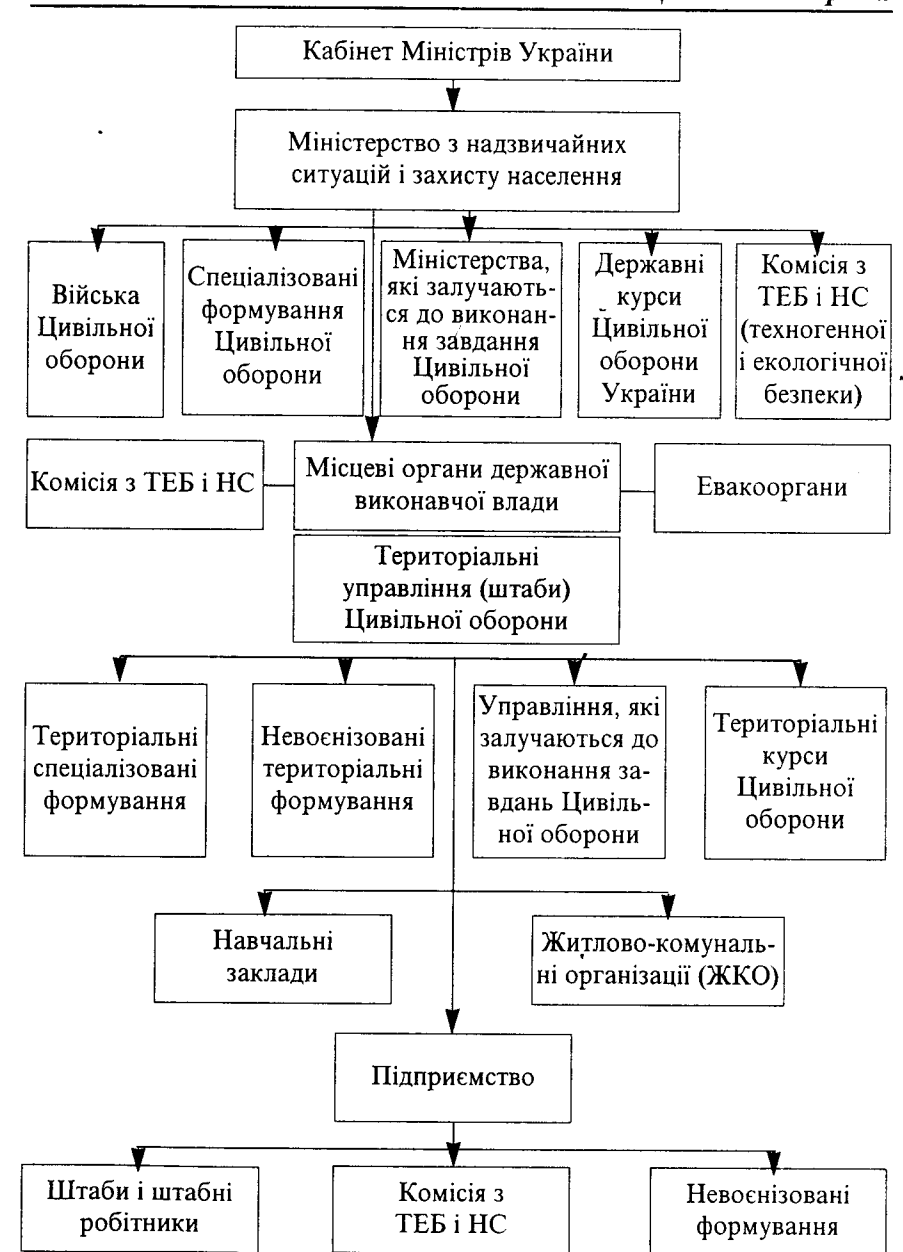 Кабінет Міністрів України
Міністерство з надзвичайних
ситуацій і захисту населення
Війська
Цивільної
оборони
Спеціалізовані
формування
Цивільної
оборони
Міністерства,
які залучають-
ся до виконан-
ня завдання
Цивільної
оборони
Державні
курси
Цивільної
оборони
України
Комісія з
ТЕБ і НС
(техногенної
і екологічної
безпеки)
Комісія з ТЕБ і НС
Місцеві органи державної
виконавчої влади
Евакооргани
Територіальні
управління (штаби)
Цивільної оборони
Територіальні
спеціалізовані
формування
Невоєнізовані
територіальні
формування
Управління, які
залучаються до
виконання за-
вдань Цивіль-
ної оборони
Територіальні
курси
Цивільної
оборони
Навчальні
заклади
Житлово-комуналь-
ні організації (ЖКО)
Підприємство
Штаби і штабні
робітники
Комісія з
ТЕБ і НС
Невоєнізовані
формування